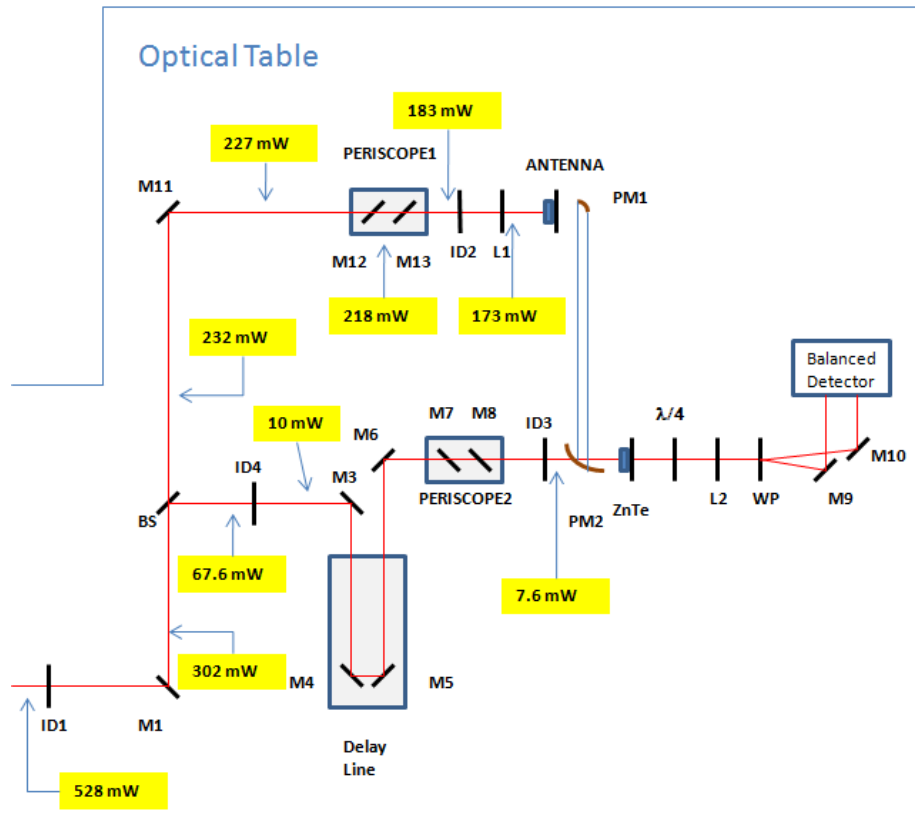 Optical Table
183 mW
227 mW
PERISCOPE1
ANTENNA
M11
PM1
M12
M13
ID2
L1
218 mW
173 mW
232 mW
Balanced
Detector
10 mW
M7
M8
ID3
λ/4
M6
ID4
M3
M10
BS
PERISCOPE2
PM2
ZnTe
L2
WP
M9
67.6 mW
7.6 mW
302 mW
M4
M5
ID1
M1
Delay
Line
528 mW